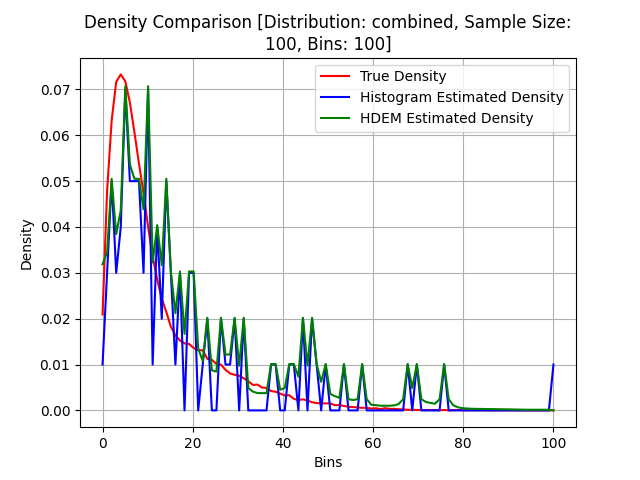 Density Comparison [Distribution: combined, Sample Size:
100, Bins: 100]
True Density
Histogram Estimated Density
HDEM Estimated Density
Density
0.07
0.06
0.05
0.04
0.03
0.02
0.01
0.00
0 20 40 60 80 100
Bins